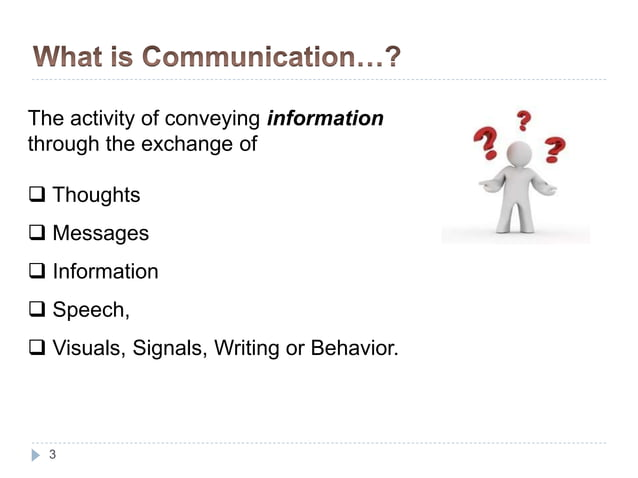 What is Communication…?
The activity of conveying information
through the exchange of
❑ Thoughts
❑ Messages
❑ Information
❑ Speech,
❑ Visuals, Signals, Writing or Behavior.
3